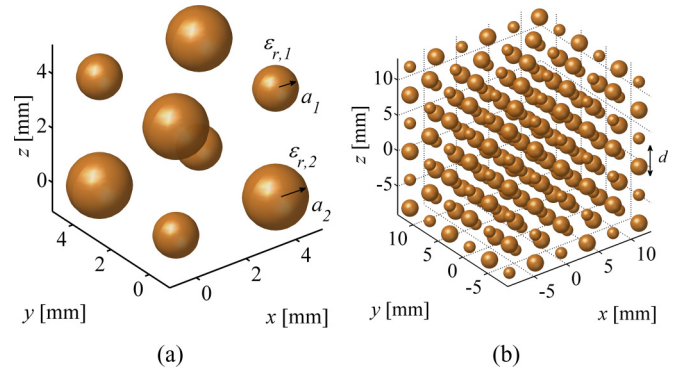 ε_{r,1}
a_1
ε_{r,2}
a_2
z [mm]
4
2
0
y [mm]
4
2
0
x [mm]
0
2
4
(a)
z [mm]
10
5
0
-5
d
y [mm]
10
5
0
-5
x [mm]
-5
0
5
10
(b)